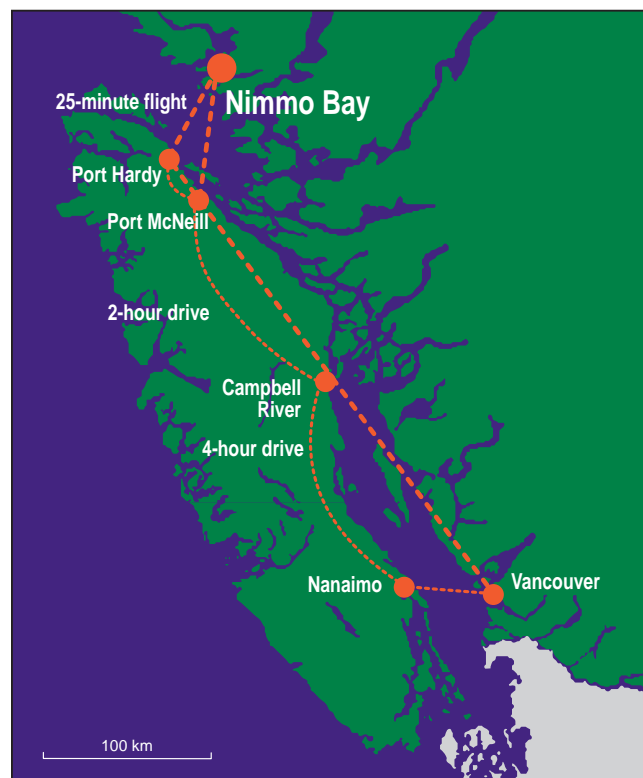 25-minute flight
Nimmo Bay
Port Hardy
Port McNeill
2-hour drive
Campbell
River
4-hour drive
Nanaimo
Vancouver
100 km